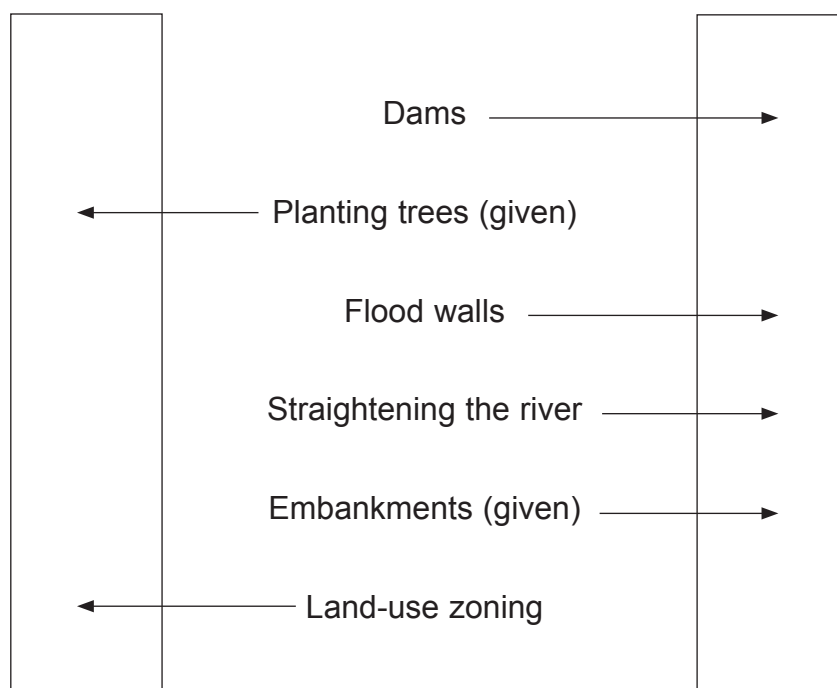 Dams
Planting trees (given)
Flood walls
Straightening the river
Embankments (given)
Land-use zoning